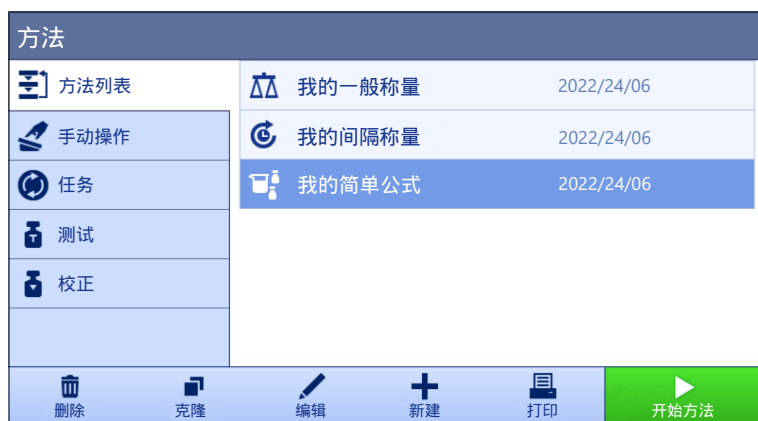 方法
方法列表
手动操作
任务
测试
校正
我的一般称量 2022/24/06
我的间隔称量 2022/24/06
我的简单公式 2022/24/06
删除 克隆 编辑 新建 打印 开始方法